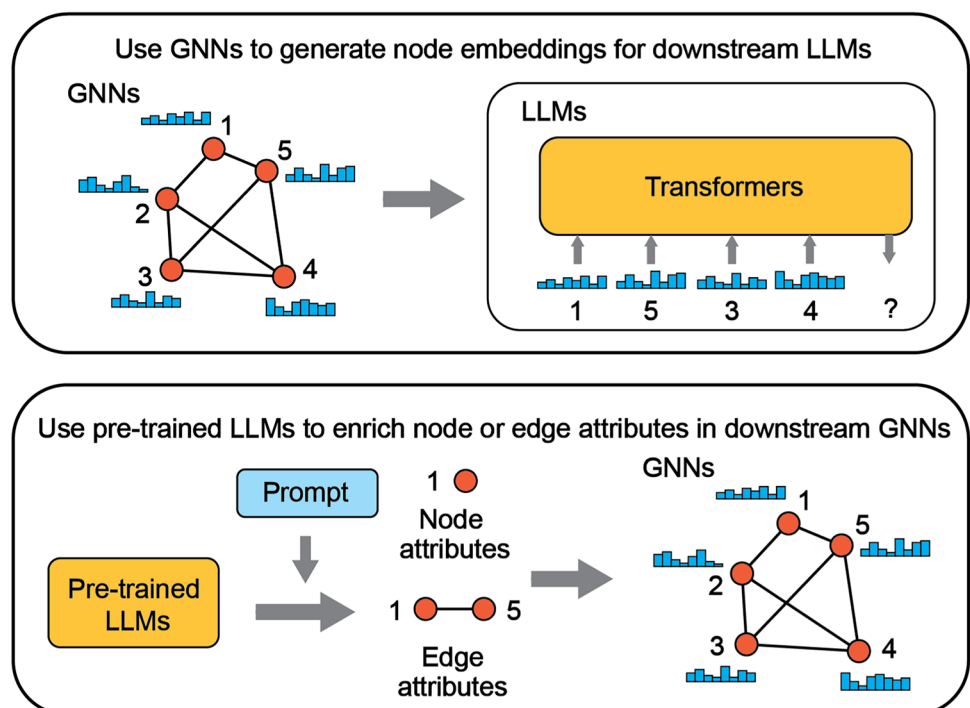 Use GNNs to generate node embeddings for downstream LLMs
GNNs
1
5
2
3
4
LLMs
Transformers
1 5 3 4 ?
Use pre-trained LLMs to enrich node or edge attributes in downstream GNNs
Prompt
Pre-trained
LLMs
1
Node
attributes
1 5
Edge
attributes
GNNs
1
5
2
3
4